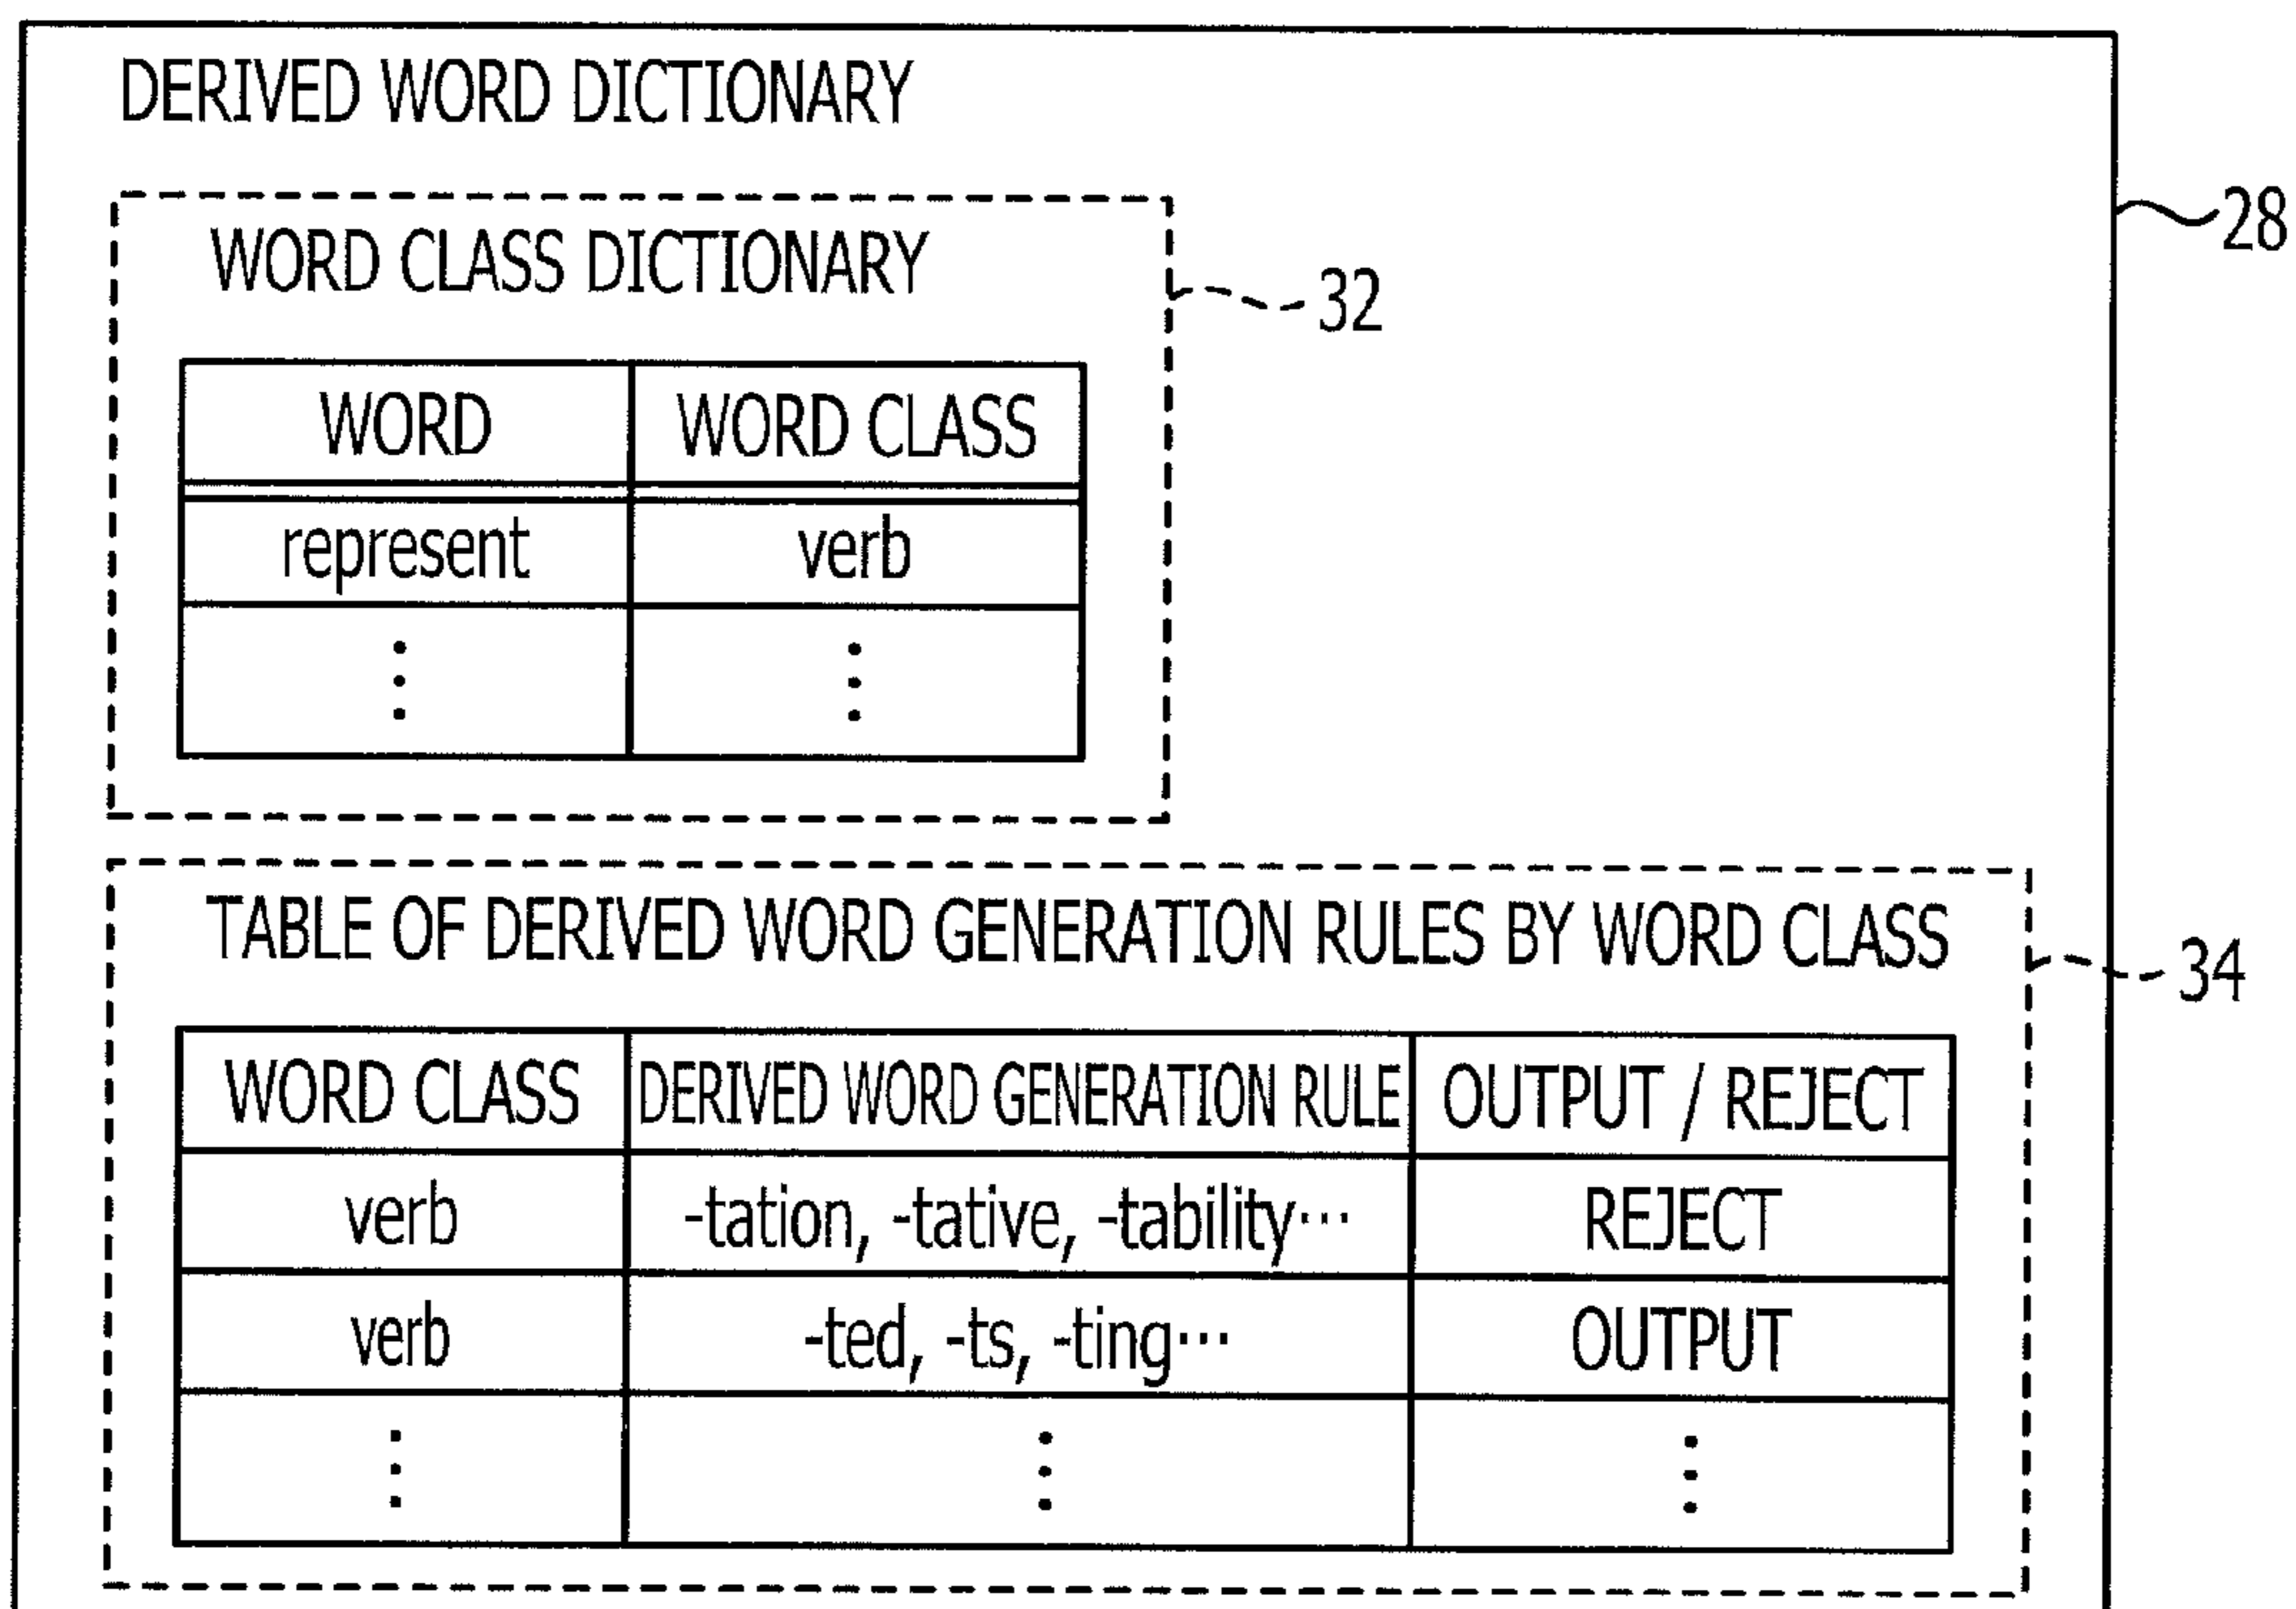 DERIVED WORD DICTIONARY
28
WORD CLASS DICTIONARY
32
WORD WORD CLASS
represent verb
⋮ ⋮
TABLE OF DERIVED WORD GENERATION RULES BY WORD CLASS
34
WORD CLASS DERIVED WORD GENERATION RULE OUTPUT / REJECT
verb -tation, -tative, -tability⋯ REJECT
verb -ted, -ts, -ting⋯ OUTPUT
⋮ ⋮ ⋮